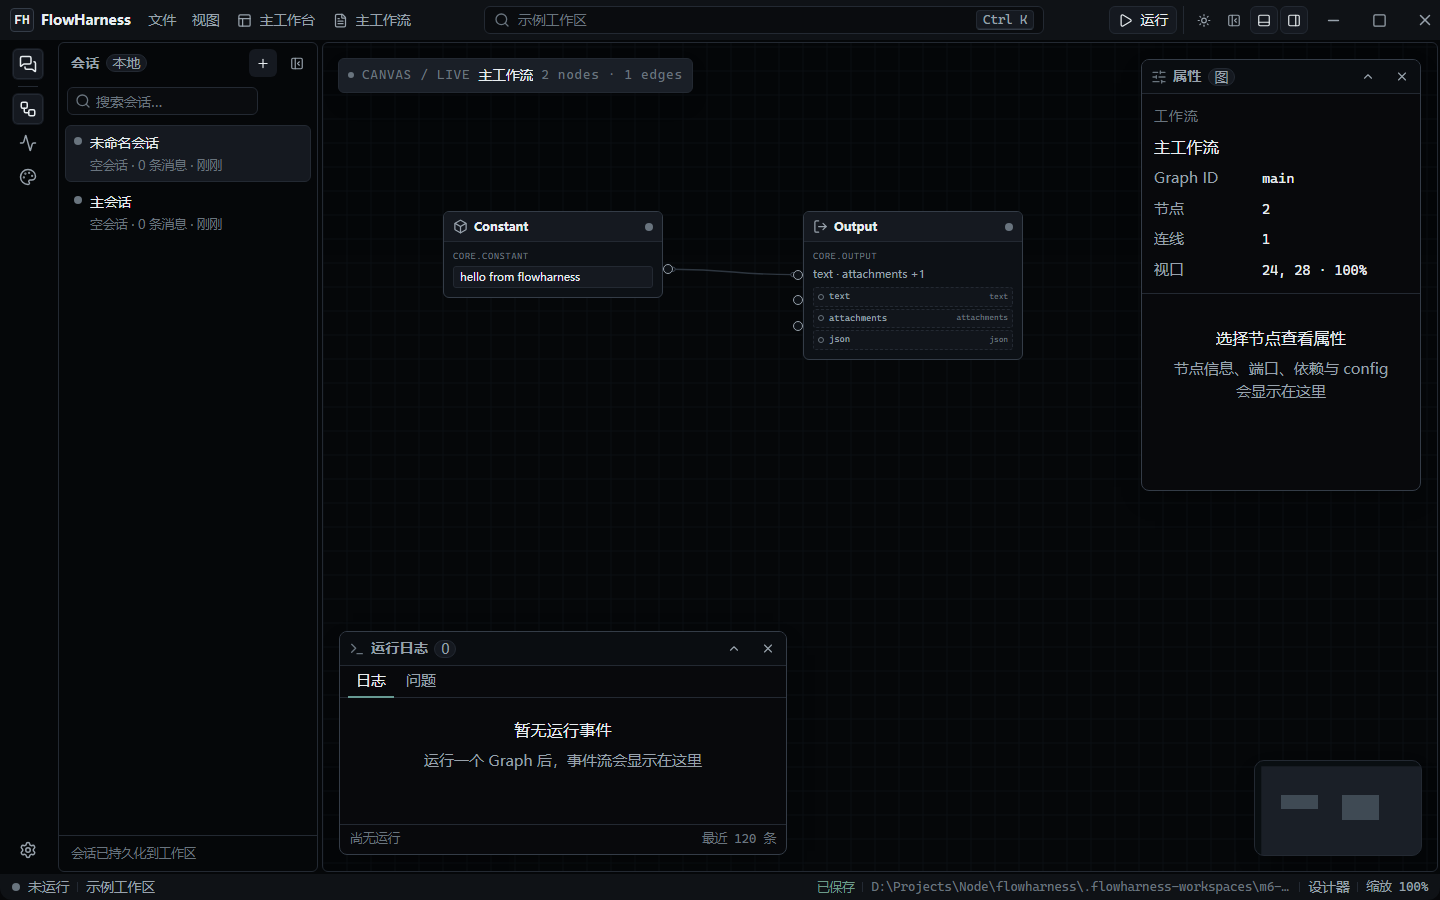 FH FlowHarness 文件 视图 主工作台 主工作流 示例工作区 Ctrl K 运行
会话 本地
搜索会话...
未命名会话
空会话 · 0 条消息 · 刚刚
主会话
空会话 · 0 条消息 · 刚刚
会话已持久化到工作区
CANVAS / LIVE 主工作流 2 nodes · 1 edges
Constant
CORE.CONSTANT
hello from flowharness
Output
CORE.OUTPUT
text · attachments +1
text text
attachments attachments
json json
属性 图
工作流
主工作流
Graph ID main
节点 2
连线 1
视口 24, 28 · 100%
选择节点查看属性
节点信息、端口、依赖与 config
会显示在这里
运行日志 0
日志 问题
暂无运行事件
运行一个 Graph 后，事件流会显示在这里
尚无运行 最近 120 条
未运行 示例工作区 已保存 D:\Projects\Node\flowharness\.flowharness-workspaces\m6-… 设计器 缩放 100%